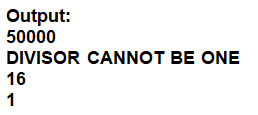 Output:
50000
DIVISOR CANNOT BE ONE
16
1